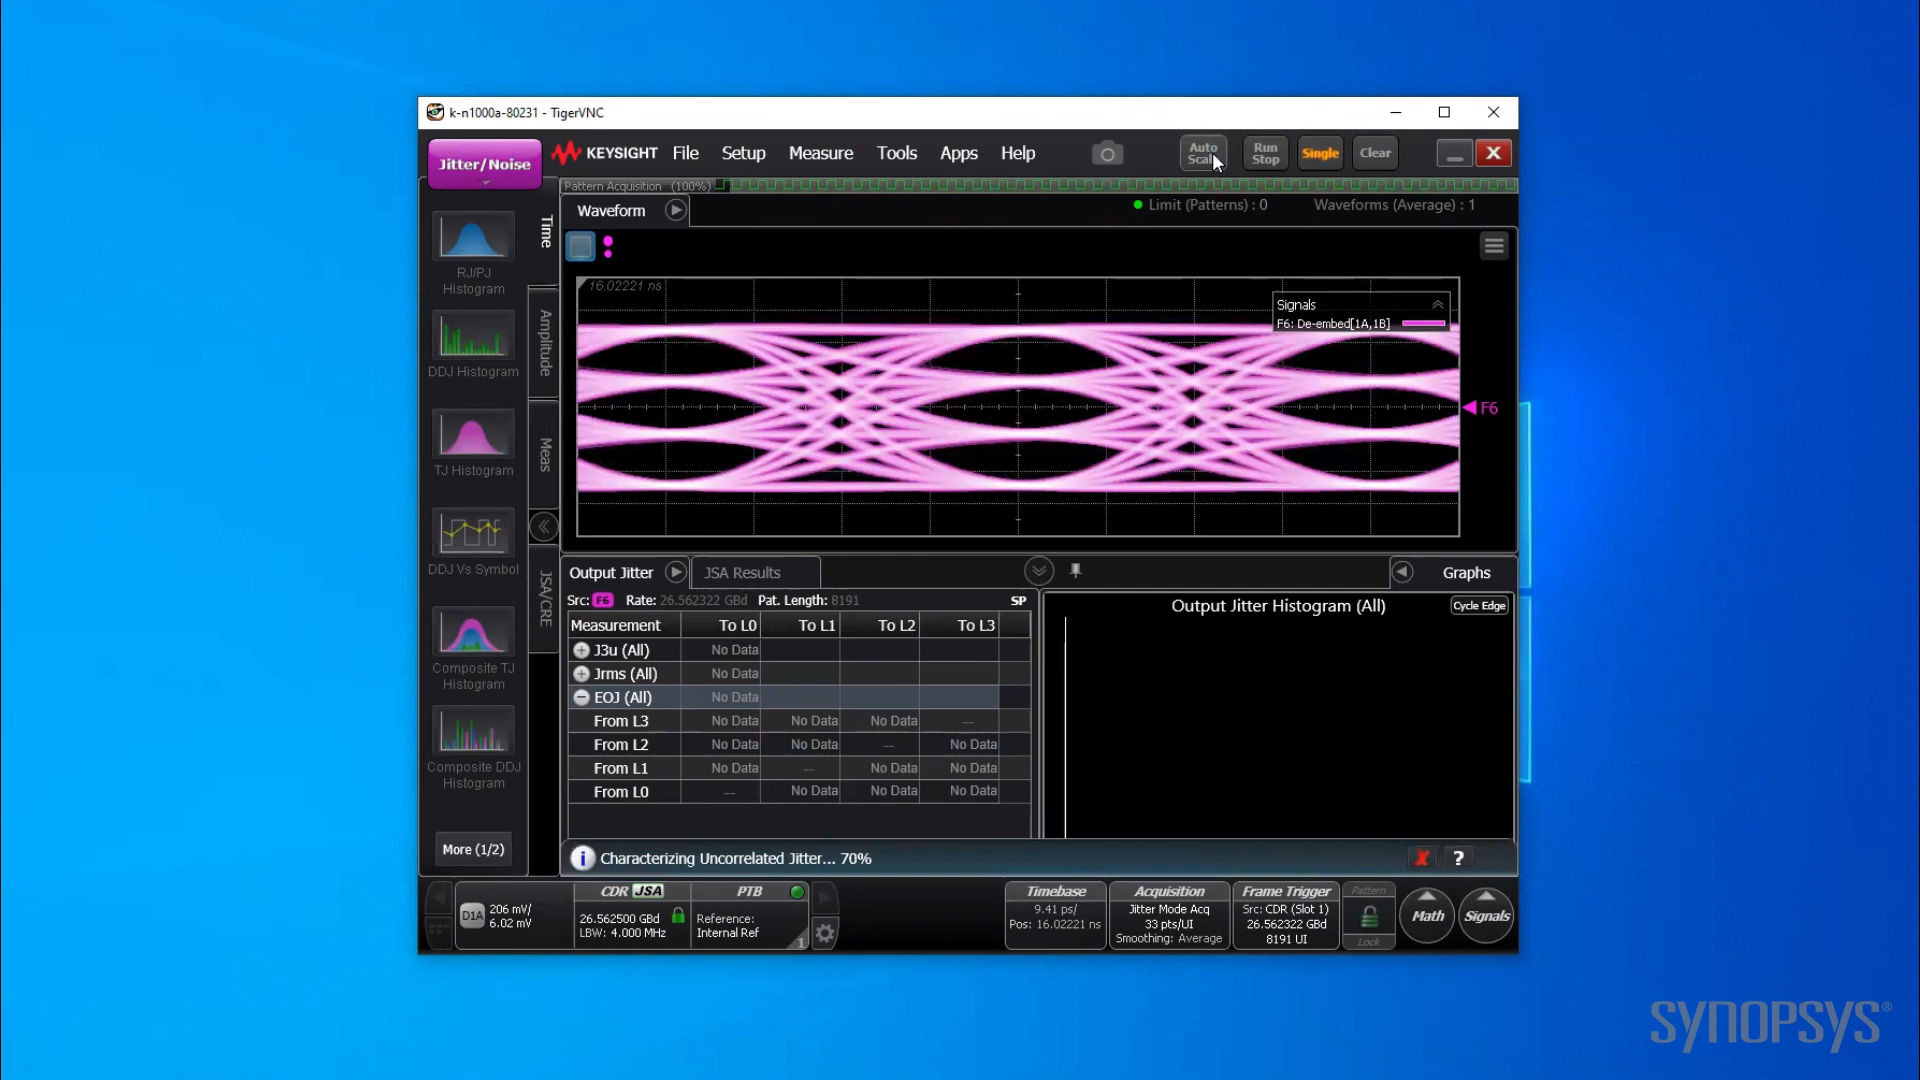 k-n1000a-80231 - TigerVNC
Jitter/Noise
KEYSIGHT File Setup Measure Tools Apps Help
Auto
Scale
Run
Stop
Single
Clear
Pattern Acquisition (100%)
Waveform
Limit (Patterns) : 0 Waveforms (Average) : 1
Time
Amplitude
Meas
JSA/CRE
RJ/PJ
Histogram
DDJ Histogram
TJ Histogram
DDJ Vs Symbol
Composite TJ
Histogram
Composite DDJ
Histogram
More (1/2)
16.02221 ns
Signals
F6: De-embed[1A,1B]
F6
Output Jitter
JSA Results
Graphs
Src: F6 Rate: 26.562322 GBd Pat. Length: 8191 SP
Measurement To L0 To L1 To L2 To L3
J3u (All) No Data
Jrms (All) No Data
EOJ (All) No Data
From L3 No Data No Data No Data --
From L2 No Data No Data -- No Data
From L1 No Data -- No Data No Data
From L0 -- No Data No Data No Data
Output Jitter Histogram (All)
Cycle Edge
i Characterizing Uncorrelated Jitter... 70%
X ?
D1A
206 mV/
6.02 mV
CDR JSA
26.562500 GBd
LBW: 4.000 MHz
PTB
Reference:
Internal Ref
1
Timebase
9.41 ps/
Pos: 16.02221 ns
Acquisition
Jitter Mode Acq
33 pts/UI
Smoothing: Average
Frame Trigger
Src: CDR (Slot 1)
26.562322 GBd
8191 UI
Pattern
Lock
Math
Signals
SYNOPSYS®